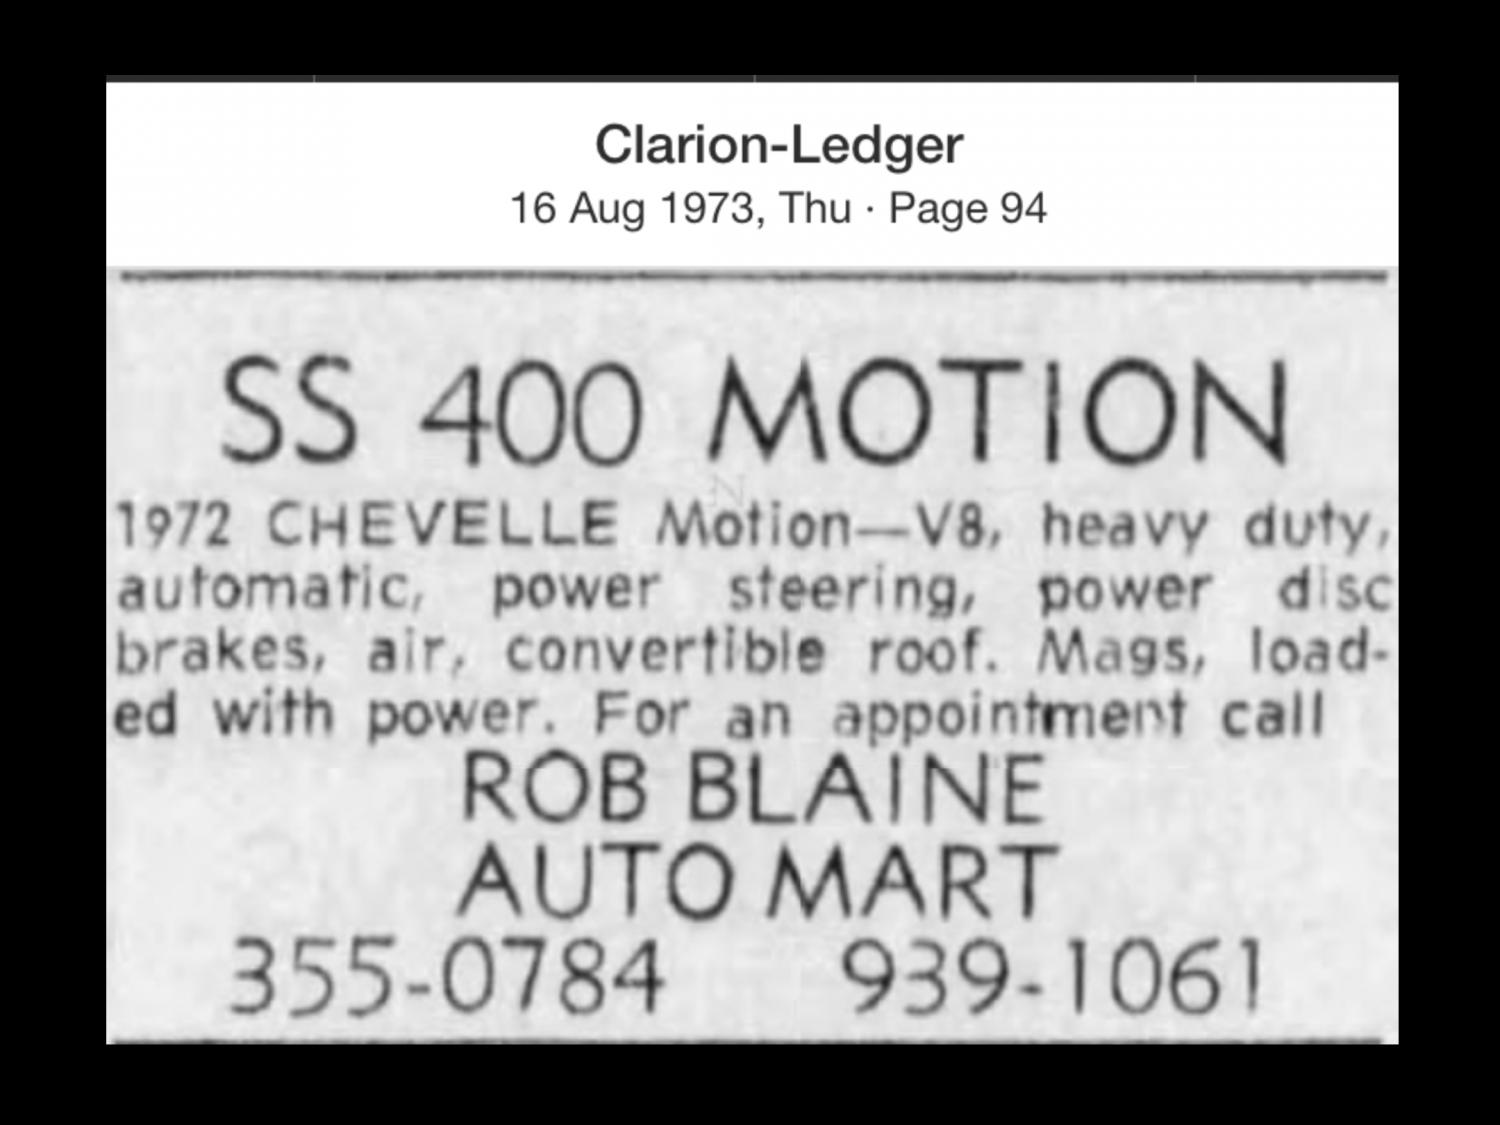 Clarion-Ledger
16 Aug 1973, Thu · Page 94
SS 400 MOTION
1972 CHEVELLE Motion—V8, heavy duty,
automatic, power steering, power disc
brakes, air, convertible roof. Mags, load-
ed with power. For an appointment call
ROB BLAINE
AUTO MART
355-0784 939-1061